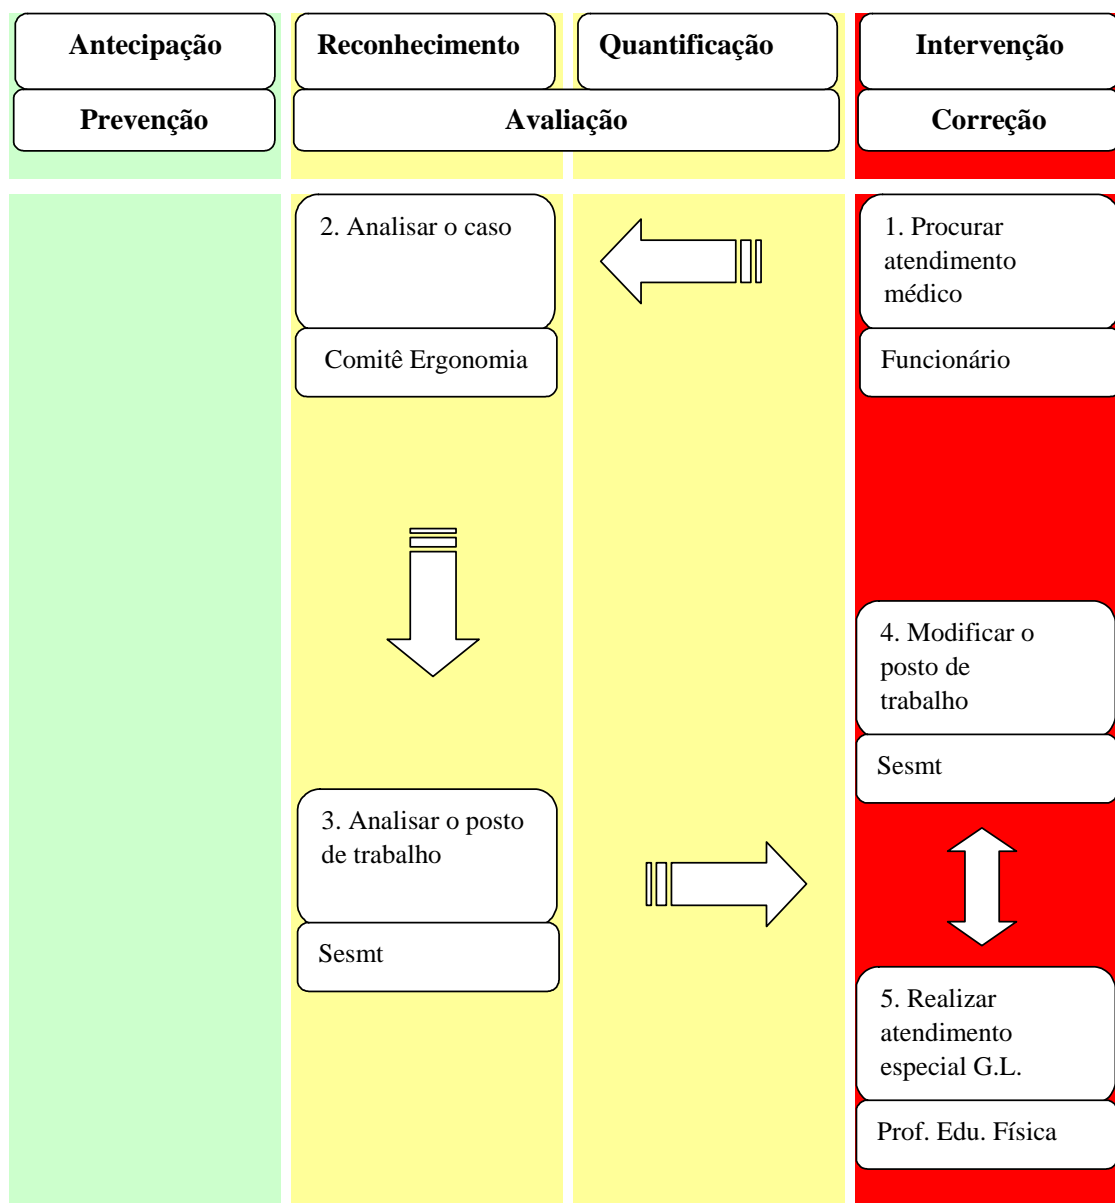 Antecipação
Reconhecimento
Quantificação
Intervenção
Prevenção
Avaliação
Correção
2. Analisar o caso
Comitê Ergonomia
1. Procurar
atendimento
médico
Funcionário
4. Modificar o
posto de
trabalho
Sesmt
3. Analisar o posto
de trabalho
Sesmt
5. Realizar
atendimento
especial G.L.
Prof. Edu. Física